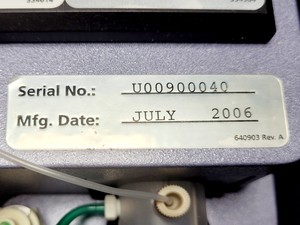 Serial No.: U00900040
Mfg. Date: JULY 2006
640903 Rev. A